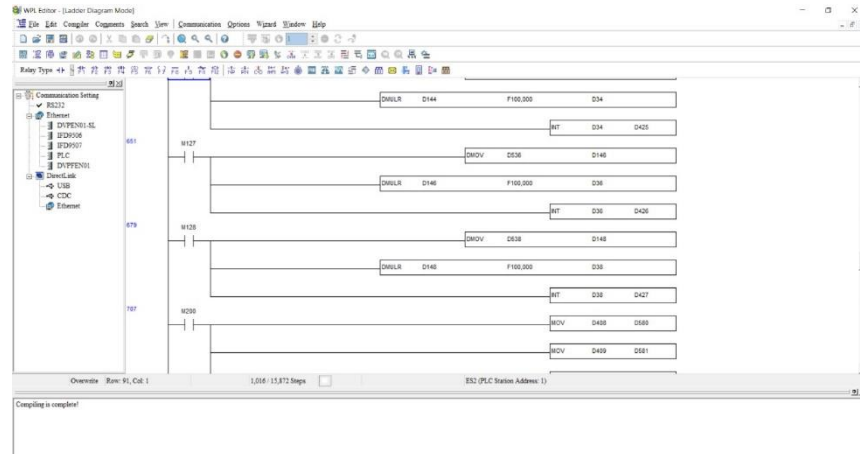 WPL Editor - [Ladder Diagram Mode]
File Edit Compiler Comments Search View Communication Options Wizard Window Help
Relay Type
Communication Setting
RS232
Ethernet
DVPEN01-SL
IFD9506
IFD9507
PLC
DVPFEN01
DirectLink
USB
CDC
Ethernet
DMULR D144 F100,000 D34
INT D34 D425
651 M127
DMOV D536 D146
DMULR D146 F100,000 D36
INT D36 D426
679 M128
DMOV D538 D148
DMULR D148 F100,000 D38
INT D38 D427
707 M200
MOV D408 D580
MOV D409 D581
Overwrite Row: 91, Col: 1 1,016 / 15,872 Steps ES2 (PLC Station Address: 1)
Compiling is complete!